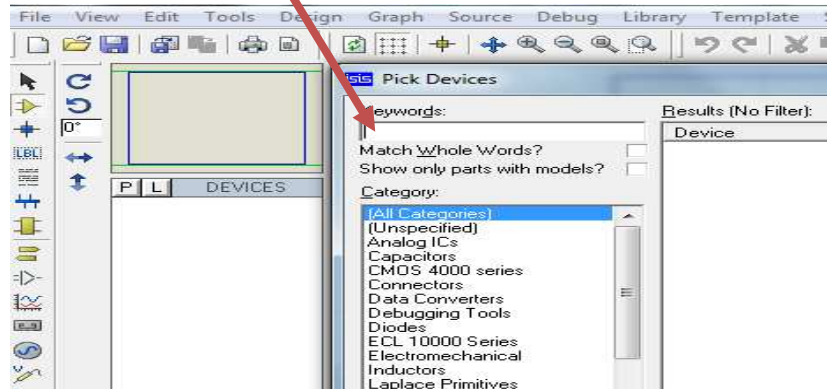 File View Edit Tools Design Graph Source Debug Library Template
isis Pick Devices
Keywords: Results (No Filter):
0° Device
LBL Match Whole Words?
Show only parts with models?
P L DEVICES Category:
(All Categories)
(Unspecified)
Analog ICs
Capacitors
CMOS 4000 series
Connectors
Data Converters
Debugging Tools
Diodes
ECL 10000 Series
Electromechanical
Inductors
Laplace Primitives